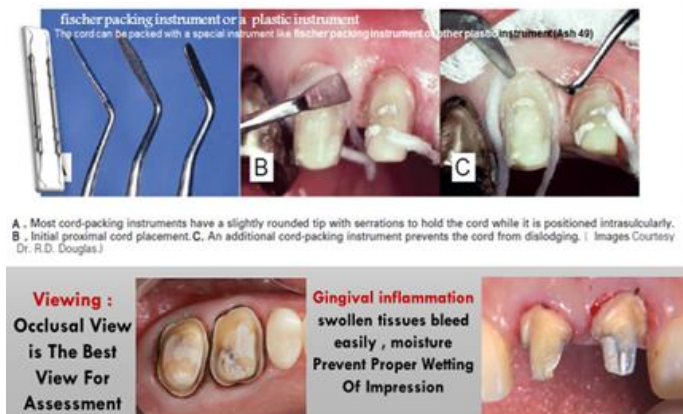 fischer packing instrument or a plastic instrument
The cord can be packed with a special instrument like fischer packing instrument or other plastic instrument (Ash 49)
B
C
A . Most cord-packing instruments have a slightly rounded tip with serrations to hold the cord while it is positioned intrasulcularly.
B . Initial proximal cord placement. C. An additional cord-packing instrument prevents the cord from dislodging. ( Images Courtesy
Dr. R.D. Douglas.)
Viewing :
Occlusal View
is The Best
View For
Assessment
Gingival inflammation
swollen tissues bleed
easily , moisture
Prevent Proper Wetting
Of Impression